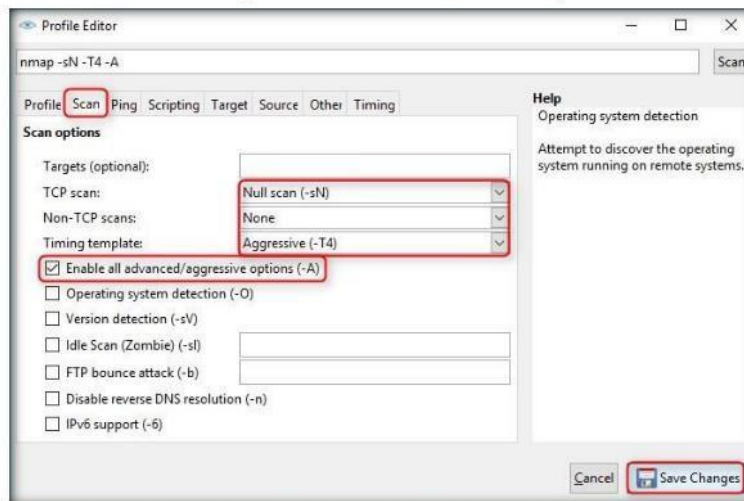 Profile Editor
nmap -sN -T4 -A
Scan
Profile Scan Ping Scripting Target Source Other Timing
Scan options
Targets (optional):
TCP scan: Null scan (-sN)
Non-TCP scans: None
Timing template: Aggressive (-T4)
Enable all advanced/aggressive options (-A)
Operating system detection (-O)
Version detection (-sV)
Idle Scan (Zombie) (-sI)
FTP bounce attack (-b)
Disable reverse DNS resolution (-n)
IPv6 support (-6)
Help
Operating system detection
Attempt to discover the operating
system running on remote systems.
Cancel
Save Changes